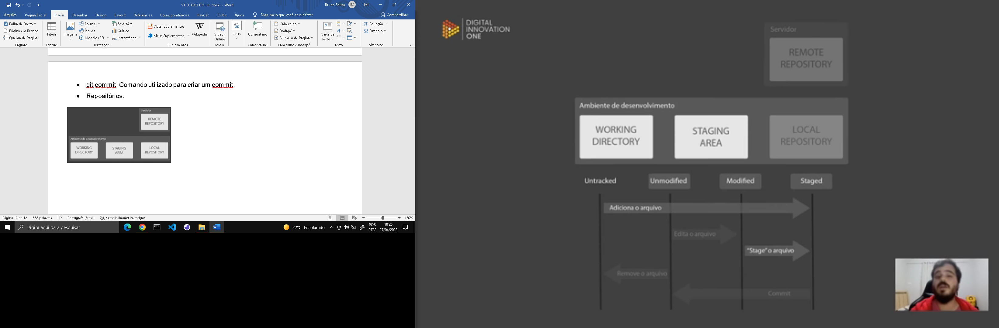 S.F.D. Git e GitHub.docx - Word
Bruno Souza
BS
Arquivo
Página Inicial
Inserir
Desenhar
Design
Layout
Referências
Correspondências
Revisão
Exibir
Ajuda
Diga-me o que você deseja fazer
Compartilhar
Folha de Rosto
Página em Branco
Quebra de Página
Páginas
Tabela
Tabelas
Imagens
Formas
Ícones
Modelos 3D
SmartArt
Gráfico
Instantâneo
Ilustrações
Obter Suplementos
Meus Suplementos
W
Wikipedia
Suplementos
Vídeos
Online
Mídia
Links
Comentário
Comentários
Cabeçalho
Rodapé
Número de Página
Cabeçalho e Rodapé
Caixa de
Texto
Texto
π Equação
Ω Símbolo
Símbolos
• git commit: Comando utilizado para criar um commit,
• Repositórios:
Servidor
REMOTE
REPOSITORY
Ambiente de desenvolvimento
WORKING
DIRECTORY
STAGING
AREA
LOCAL
REPOSITORY
Página 12 de 12
838 palavras
Português (Brasil)
Acessibilidade: investigar
130%
Digite aqui para pesquisar
22°C Ensolarado
POR
PTB2
10:25
27/04/2022
DIGITAL
INNOVATION
ONE
Servidor
REMOTE
REPOSITORY
Ambiente de desenvolvimento
WORKING
DIRECTORY
STAGING
AREA
LOCAL
REPOSITORY
Untracked
Unmodified
Modified
Staged
Adiciona o arquivo
Edita o arquivo
"Stage" o arquivo
Remove o arquivo
Commit